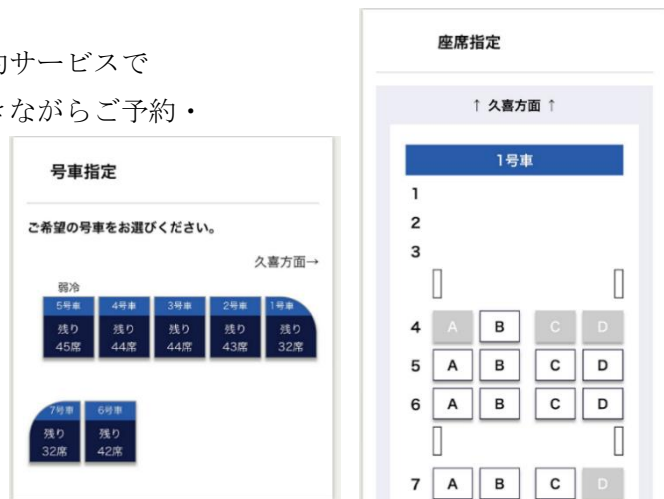 約サービスで
ながらご予約・
号車指定
ご希望の号車をお選びください。
久喜方面→
弱冷
5号車 4号車 3号車 2号車 1号車
残り 残り 残り 残り 残り
45席 44席 44席 43席 32席
7号車 6号車
残り 残り
32席 42席
座席指定
↑ 久喜方面 ↑
1号車
1
2
3
4 A B C D
5 A B C D
6 A B C D
7 A B C D